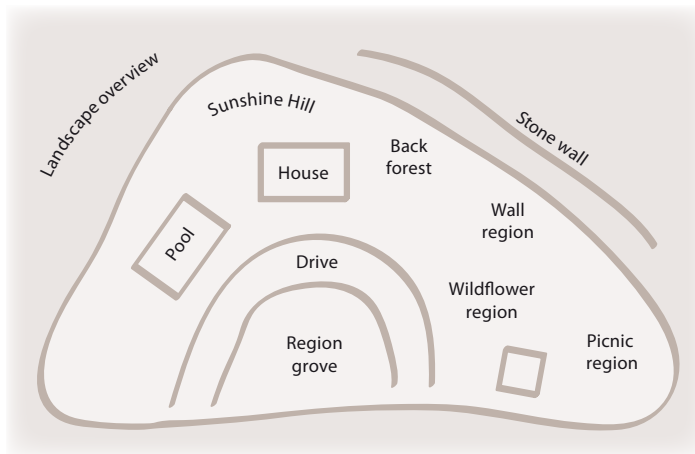 Landscape overview
Sunshine Hill
Stone wall
Back
forest
House
Wall
region
Pool
Drive
Wildflower
region
Region
grove
Picnic
region